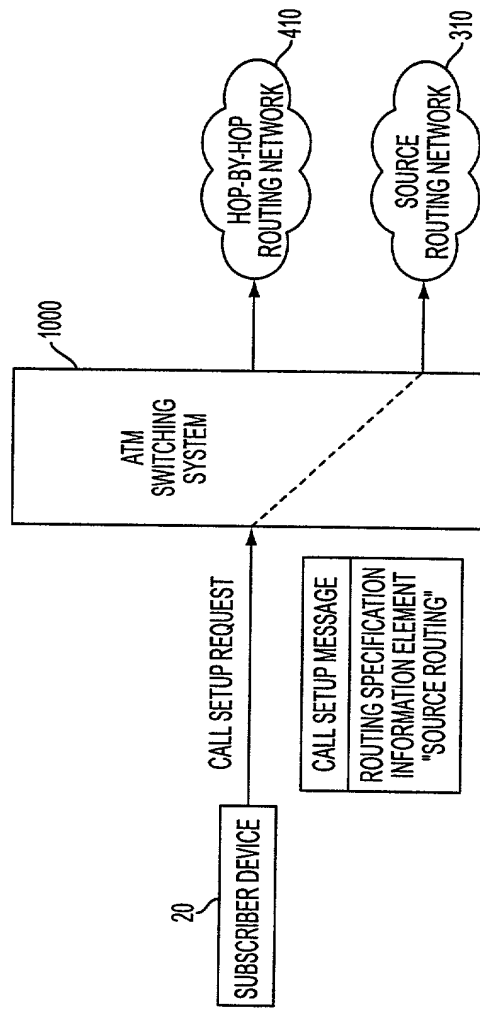 20
SUBSCRIBER DEVICE
CALL SETUP REQUEST
CALL SETUP MESSAGE
ROUTING SPECIFICATION
INFORMATION ELEMENT
"SOURCE ROUTING"
1000
ATM
SWITCHING
SYSTEM
HOP-BY-HOP
ROUTING NETWORK
410
SOURCE
ROUTING NETWORK
310